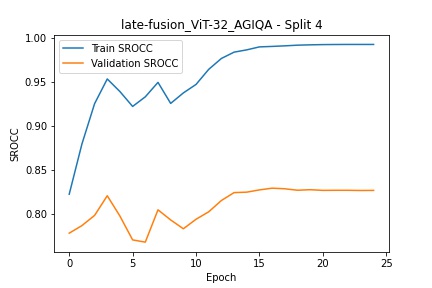 late-fusion_ViT-32_AGIQA - Split 4
Train SROCC
Validation SROCC
SROCC
1.00
0.95
0.90
0.85
0.80
0 5 10 15 20 25
Epoch